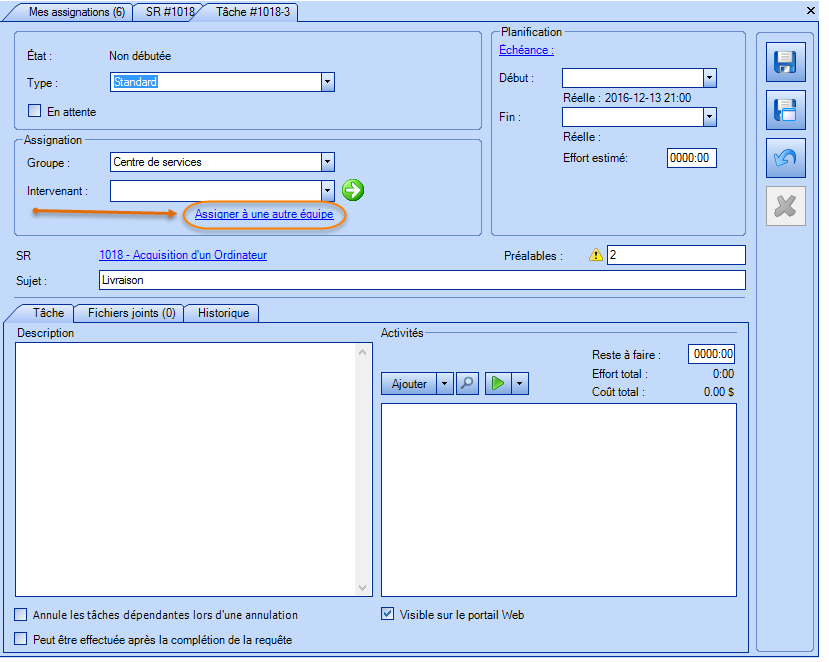 Mes assignations (6)
SR #1018
Tâche #1018-3
État :
Non débutée
Type :
Standard
En attente
Assignation
Groupe :
Centre de services
Intervenant :
Assigner à une autre équipe
Planification
Échéance :
Début :
Réelle : 2016-12-13 21:00
Fin :
Réelle :
Effort estimé:
0000:00
SR
1018 - Acquisition d'un Ordinateur
Préalables :
2
Sujet :
Livraison
Tâche
Fichiers joints (0)
Historique
Description
Activités
Reste à faire :
0000:00
Ajouter
Effort total :
0:00
Coût total :
0.00 $
Annule les tâches dépendantes lors d'une annulation
Visible sur le portail Web
Peut être effectuée après la complétion de la requête